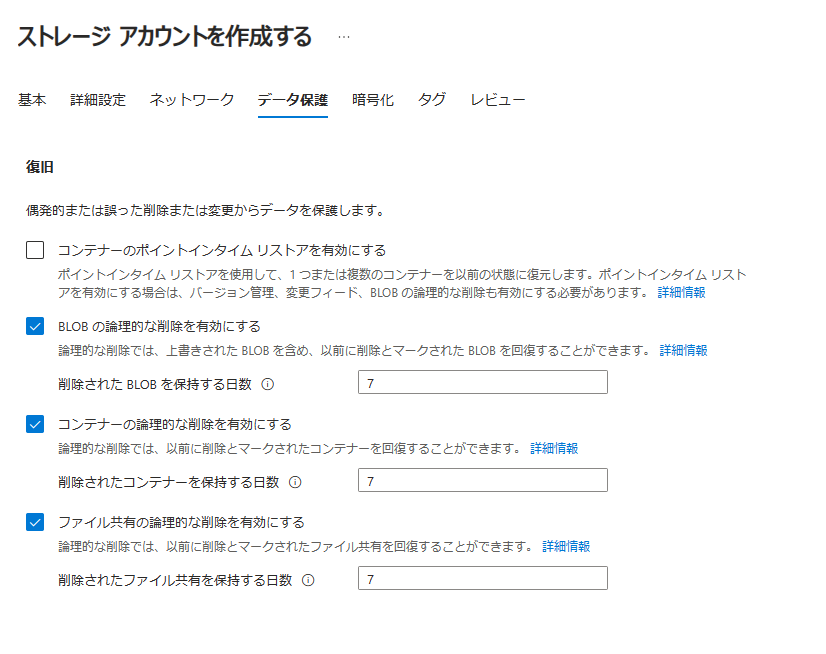 ストレージ アカウントを作成する ...
基本 詳細設定 ネットワーク データ保護 暗号化 タグ レビュー
復旧
偶発的または誤った削除または変更からデータを保護します。
コンテナーのポイントインタイム リストアを有効にする
ポイントインタイム リストアを使用して、1 つまたは複数のコンテナーを以前の状態に復元します。ポイントインタイム リスト
アを有効にする場合は、バージョン管理、変更フィード、BLOB の論理的な削除も有効にする必要があります。 詳細情報
BLOB の論理的な削除を有効にする
論理的な削除では、上書きされた BLOB を含め、以前に削除とマークされた BLOB を回復することができます。 詳細情報
削除された BLOB を保持する日数 7
コンテナーの論理的な削除を有効にする
論理的な削除では、以前に削除とマークされたコンテナーを回復することができます。 詳細情報
削除されたコンテナーを保持する日数 7
ファイル共有の論理的な削除を有効にする
論理的な削除では、以前に削除とマークされたファイル共有を回復することができます。 詳細情報
削除されたファイル共有を保持する日数 7